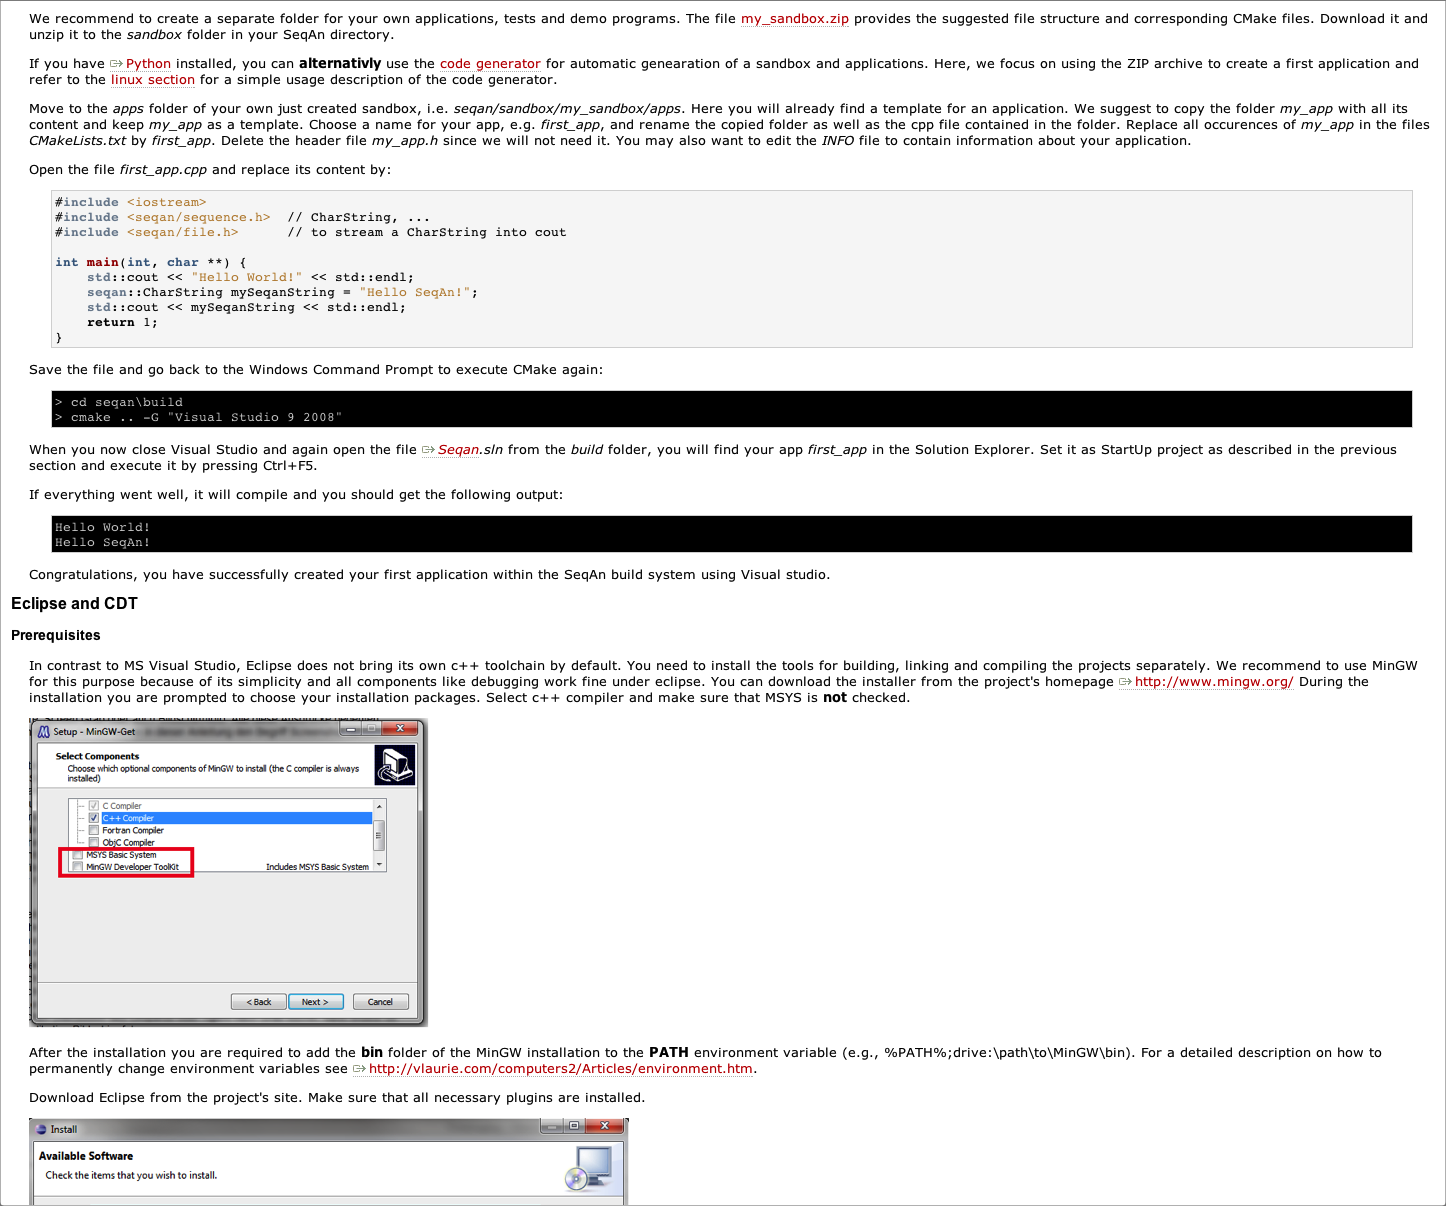 We recommend to create a separate folder for your own applications, tests and demo programs. The file my_sandbox.zip provides the suggested file structure and corresponding CMake files. Download it and
unzip it to the sandbox folder in your SeqAn directory.
If you have Python installed, you can alternativly use the code generator for automatic genearation of a sandbox and applications. Here, we focus on using the ZIP archive to create a first application and
refer to the linux section for a simple usage description of the code generator.
Move to the apps folder of your own just created sandbox, i.e. seqan/sandbox/my_sandbox/apps. Here you will already find a template for an application. We suggest to copy the folder my_app with all its
content and keep my_app as a template. Choose a name for your app, e.g. first_app, and rename the copied folder as well as the cpp file contained in the folder. Replace all occurences of my_app in the files
CMakeLists.txt by first_app. Delete the header file my_app.h since we will not need it. You may also want to edit the INFO file to contain information about your application.
Open the file first_app.cpp and replace its content by:
#include <iostream>
#include <seqan/sequence.h>  // CharString, ...
#include <seqan/file.h>      // to stream a CharString into cout
int main(int, char **) {
    std::cout << "Hello World!" << std::endl;
    seqan::CharString mySeqanString = "Hello SeqAn!";
    std::cout << mySeqanString << std::endl;
    return 1;
}
Save the file and go back to the Windows Command Prompt to execute CMake again:
> cd seqan\build
> cmake .. -G "Visual Studio 9 2008"
When you now close Visual Studio and again open the file Seqan.sln from the build folder, you will find your app first_app in the Solution Explorer. Set it as StartUp project as described in the previous
section and execute it by pressing Ctrl+F5.
If everything went well, it will compile and you should get the following output:
Hello World!
Hello SeqAn!
Congratulations, you have successfully created your first application within the SeqAn build system using Visual studio.
Eclipse and CDT
Prerequisites
In contrast to MS Visual Studio, Eclipse does not bring its own c++ toolchain by default. You need to install the tools for building, linking and compiling the projects separately. We recommend to use MinGW
for this purpose because of its simplicity and all components like debugging work fine under eclipse. You can download the installer from the project's homepage http://www.mingw.org/ During the
installation you are prompted to choose your installation packages. Select c++ compiler and make sure that MSYS is not checked.
Setup - MinGW-Get
Select Components
Choose which optional components of MinGW to install (the C compiler is always
installed)
C Compiler
C++ Compiler
Fortran Compiler
ObjC Compiler
MSYS Basic System
MinGW Developer ToolKit Includes MSYS Basic System
< Back Next > Cancel
After the installation you are required to add the bin folder of the MinGW installation to the PATH environment variable (e.g., %PATH%;drive:\path\to\MinGW\bin). For a detailed description on how to
permanently change environment variables see http://vlaurie.com/computers2/Articles/environment.htm.
Download Eclipse from the project's site. Make sure that all necessary plugins are installed.
Install
Available Software
Check the items that you wish to install.